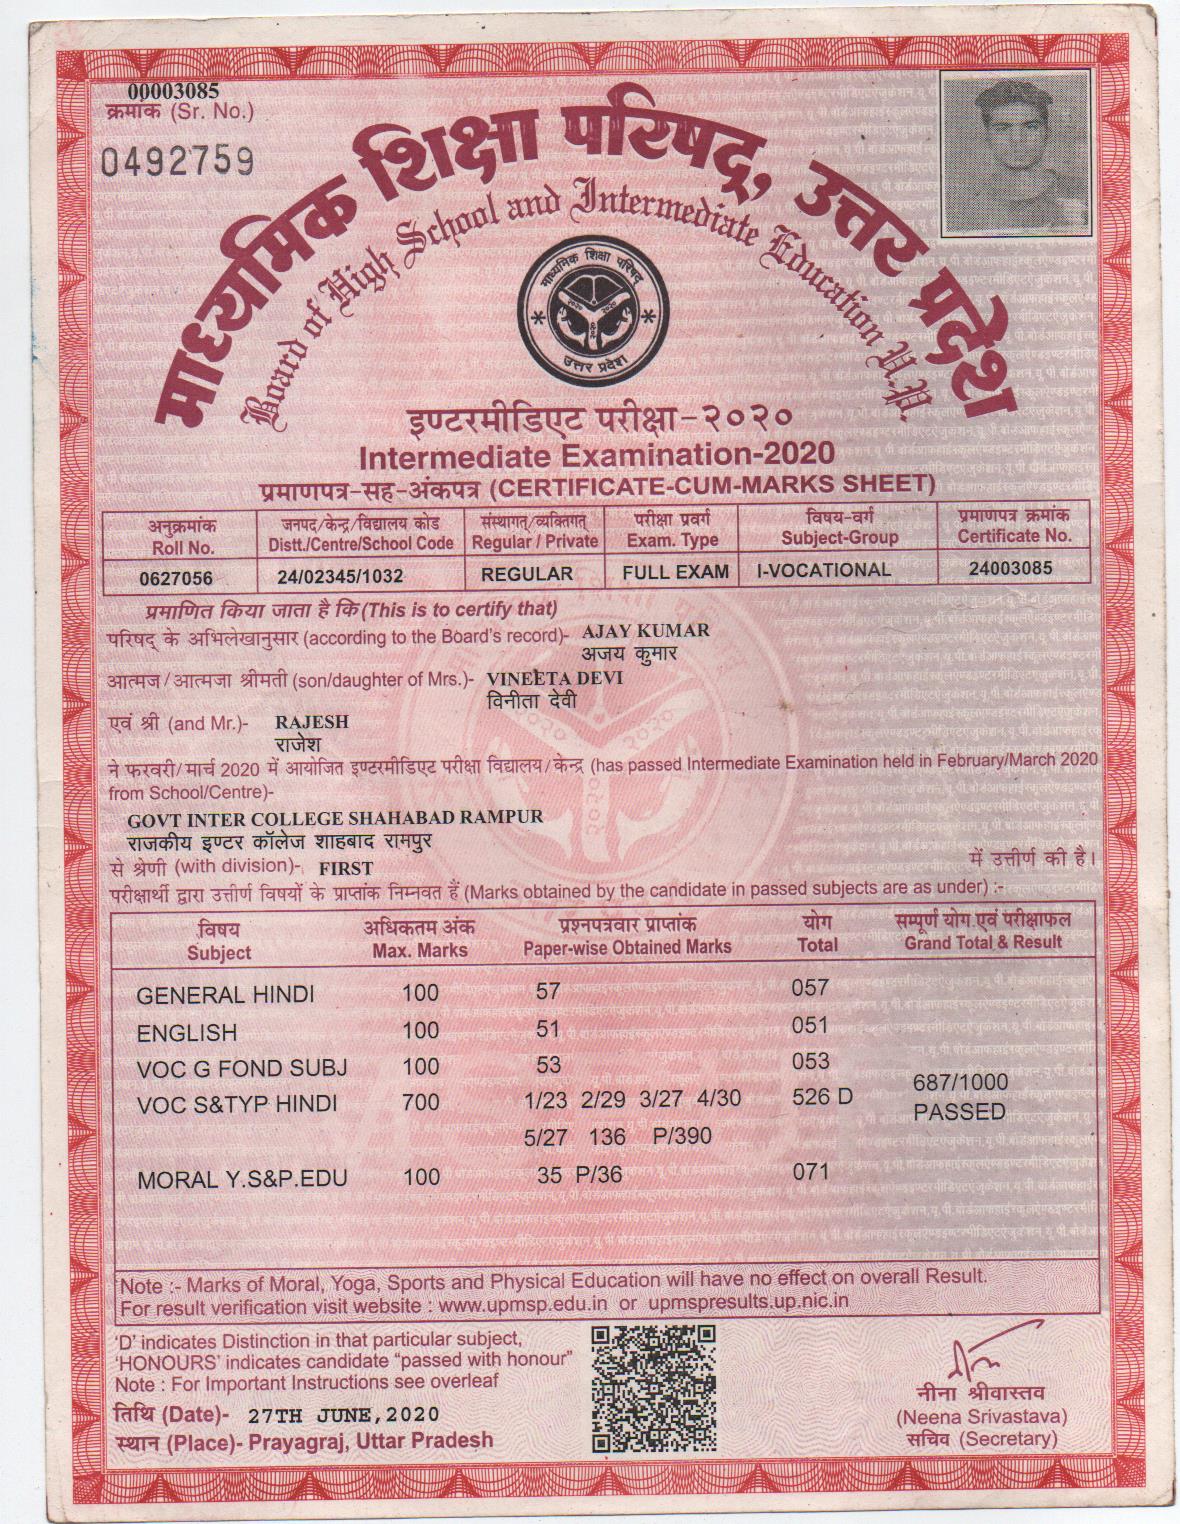 00003085
क्रमांक (Sr. No.)
0492759
माध्यमिक शिक्षा परिषद्, उत्तर प्रदेश
Board of High School and Intermediate Education U.P.
माध्यमिक शिक्षा परिषद्
उत्तर प्रदेश
इण्टरमीडिएट परीक्षा-२०२०
Intermediate Examination-2020
प्रमाणपत्र-सह-अंकपत्र (CERTIFICATE-CUM-MARKS SHEET)
अनुक्रमांक जनपद/केन्द्र/विद्यालय कोड संस्थागत्/व्यक्तिगत् परीक्षा प्रवर्ग विषय-वर्ग प्रमाणपत्र क्रमांक
Roll No. Distt./Centre/School Code Regular / Private Exam. Type Subject-Group Certificate No.
0627056 24/02345/1032 REGULAR FULL EXAM I-VOCATIONAL 24003085
प्रमाणित किया जाता है कि (This is to certify that)
परिषद् के अभिलेखानुसार (according to the Board's record)- AJAY KUMAR
अजय कुमार
आत्मज/आत्मजा श्रीमती (son/daughter of Mrs.)- VINEETA DEVI
विनीता देवी
एवं श्री (and Mr.)- RAJESH
राजेश
ने फरवरी/मार्च 2020 में आयोजित इण्टरमीडिएट परीक्षा विद्यालय/केन्द्र (has passed Intermediate Examination held in February/March 2020
from School/Centre)-
GOVT INTER COLLEGE SHAHABAD RAMPUR
राजकीय इण्टर कॉलेज शाहबाद रामपुर
से श्रेणी (with division)- FIRST में उत्तीर्ण की है।
परीक्षार्थी द्वारा उत्तीर्ण विषयों के प्राप्तांक निम्नवत हैं (Marks obtained by the candidate in passed subjects are as under) :-
विषय अधिकतम अंक प्रश्नपत्रवार प्राप्तांक योग सम्पूर्ण योग एवं परीक्षाफल
Subject Max. Marks Paper-wise Obtained Marks Total Grand Total & Result
GENERAL HINDI 100 57 057
ENGLISH 100 51 051
VOC G FOND SUBJ 100 53 053
687/1000
VOC S&TYP HINDI 700 1/23 2/29 3/27 4/30 526 D
PASSED
5/27 136 P/390
MORAL Y.S&P.EDU 100 35 P/36 071
Note :- Marks of Moral, Yoga, Sports and Physical Education will have no effect on overall Result.
For result verification visit website : www.upmsp.edu.in or upmspresults.up.nic.in
'D' indicates Distinction in that particular subject,
'HONOURS' indicates candidate "passed with honour"
Note : For Important Instructions see overleaf
तिथि (Date)- 27TH JUNE,2020
स्थान (Place)- Prayagraj, Uttar Pradesh
नीना श्रीवास्तव
(Neena Srivastava)
सचिव (Secretary)